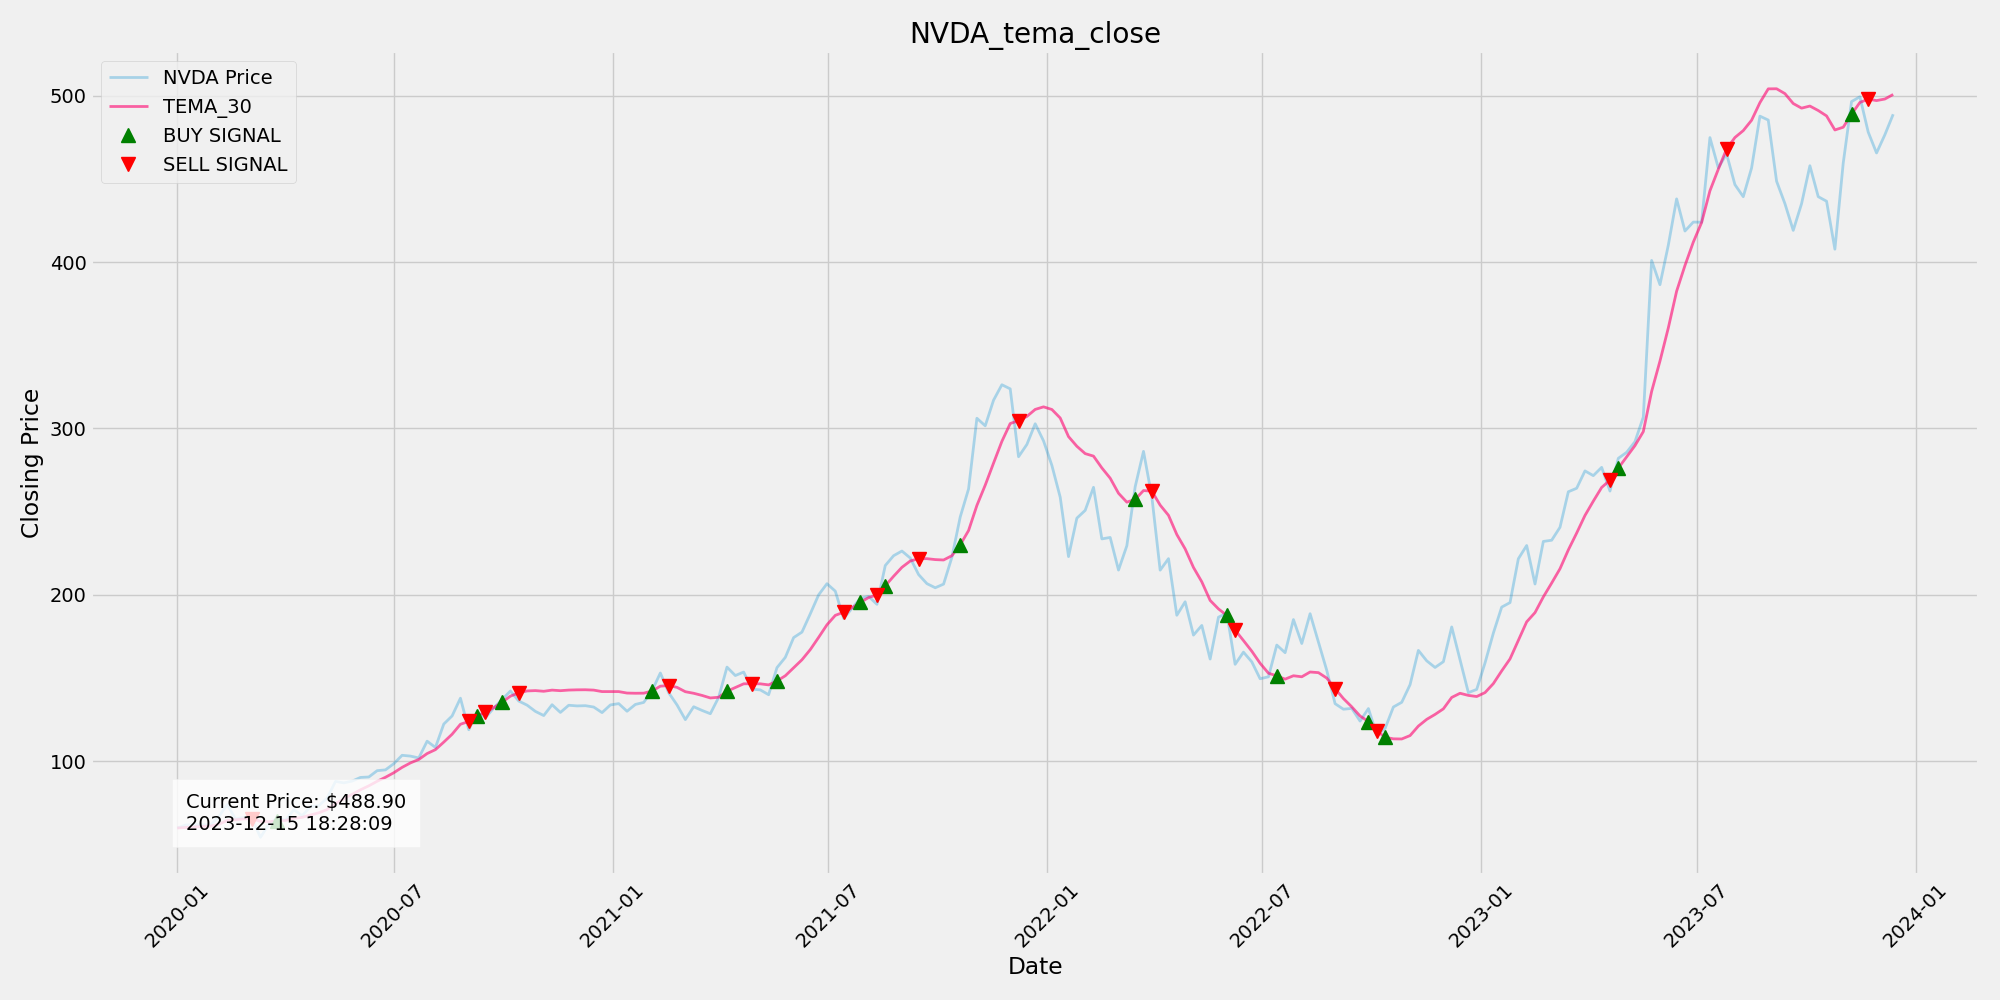 NVDA_tema_close
NVDA Price
TEMA_30
BUY SIGNAL
SELL SIGNAL
500
400
300
200
100
Closing Price
Current Price: $488.90
2023-12-15 18:28:09
2020-01
2020-07
2021-01
2021-07
2022-01
2022-07
2023-01
2023-07
2024-01
Date